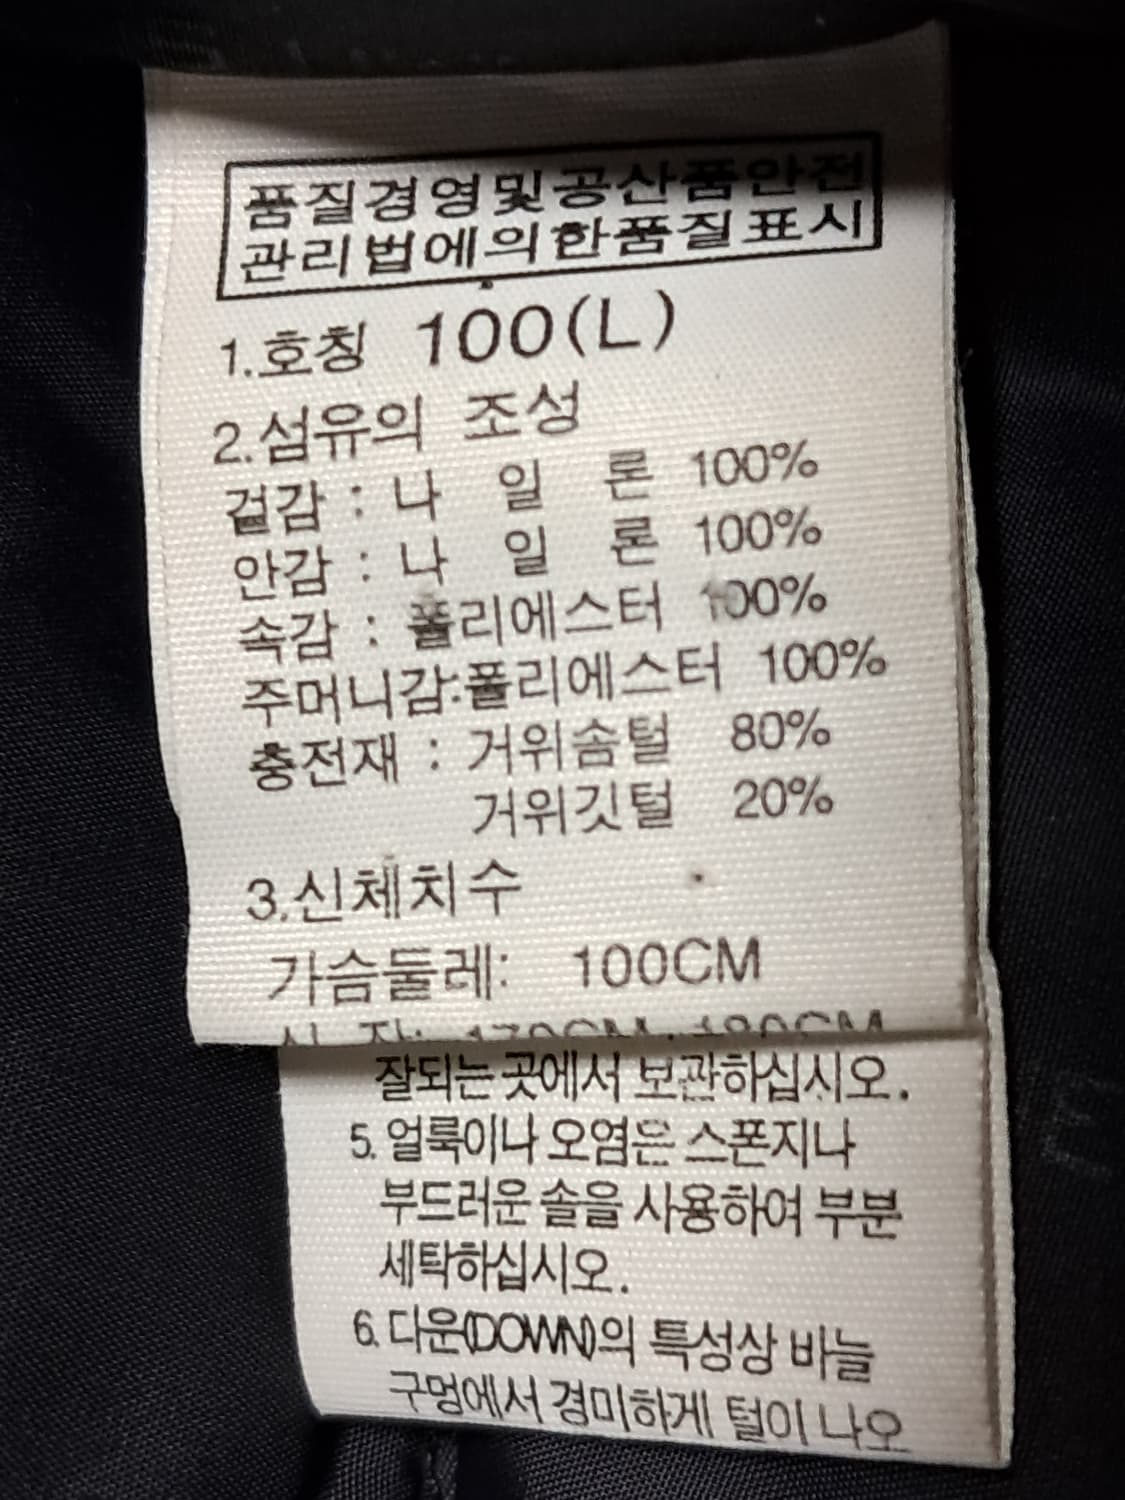 품질경영및공산품안전
관리법에의한품질표시
1.호칭 100(L)
2.섬유의 조성
겉감 : 나 일 론 100%
안감 : 나 일 론 100%
속감 : 폴리에스터 100%
주머니감:폴리에스터 100%
충전재 : 거위솜털 80%
거위깃털 20%
3.신체치수
가슴둘레: 100CM
잘되는 곳에서 보관하십시오.
5. 얼룩이나 오염은 스폰지나
부드러운 솔을 사용하여 부분
세탁하십시오.
6. 다운(DOWN)의 특성상 바늘
구멍에서 경미하게 털이 나오